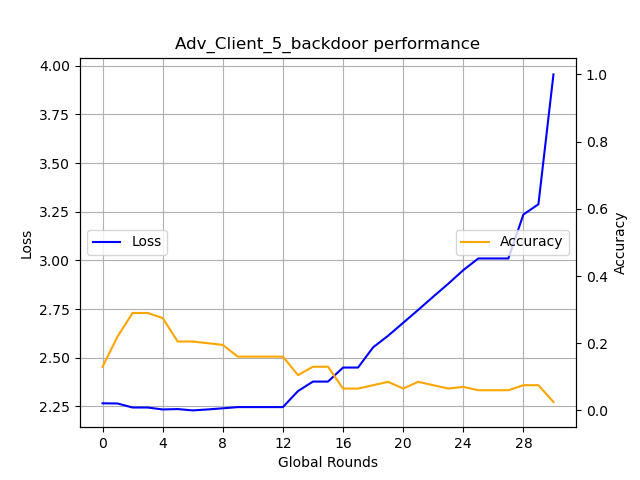 Adv_Client_5_backdoor performance
4.00
3.75
3.50
3.25
3.00
2.75
2.50
2.25
Loss
1.0
0.8
0.6
0.4
0.2
0.0
Accuracy
Loss
Accuracy
0 4 8 12 16 20 24 28
Global Rounds